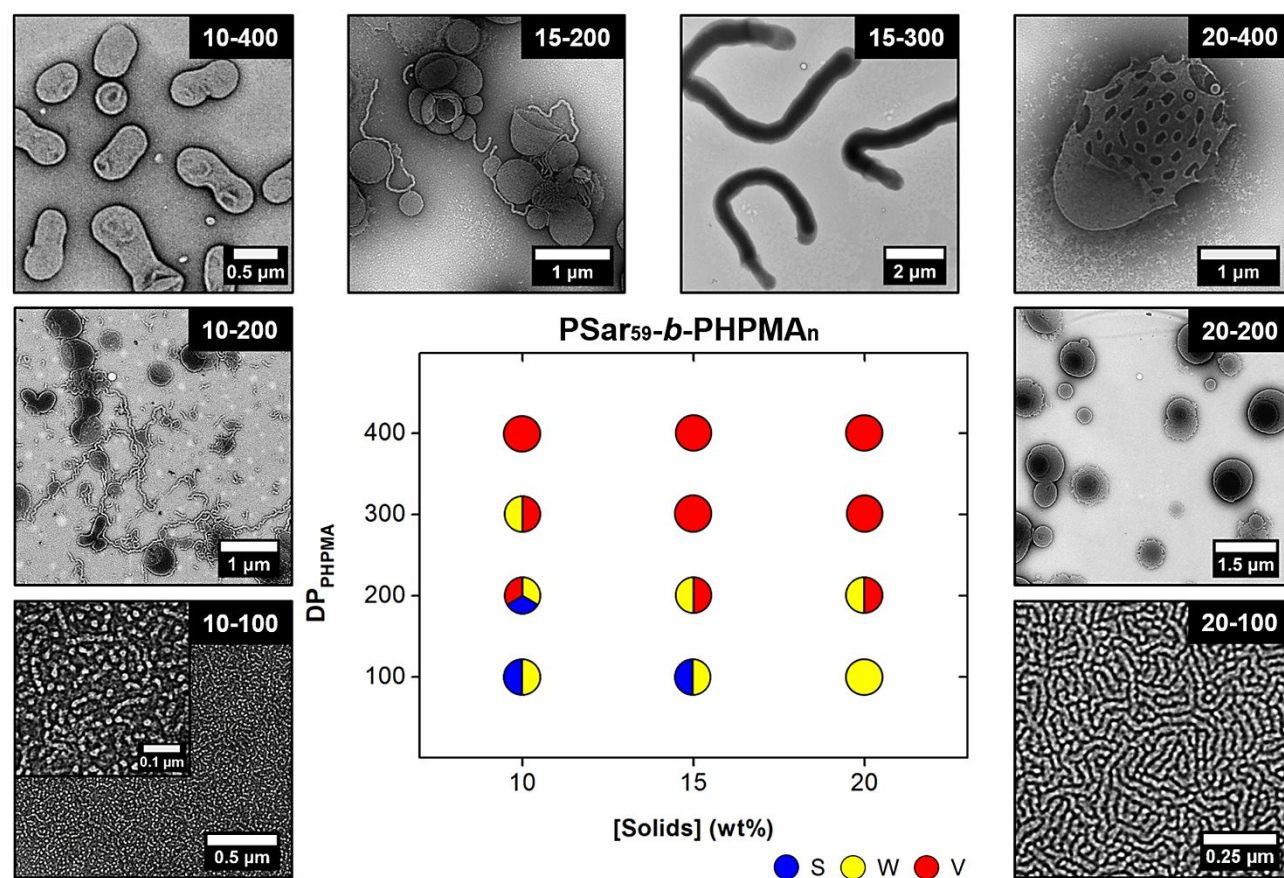 10-400
0.5 µm
15-200
1 µm
15-300
2 µm
20-400
1 µm
10-200
1 µm
PSar59-b-PHPMAn
DPPHPMA
400
300
200
100
10
15
20
[Solids] (wt%)
S
W
V
20-200
1.5 µm
10-100
0.1 µm
0.5 µm
20-100
0.25 µm